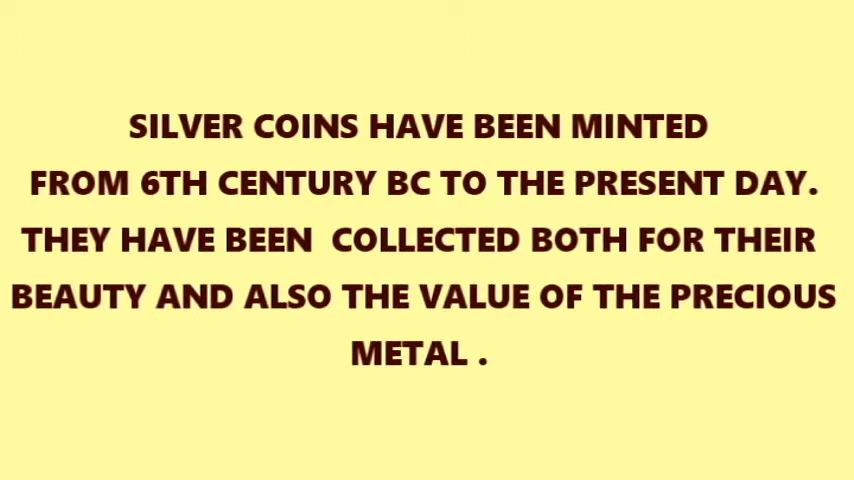 SILVER COINS HAVE BEEN MINTED
FROM 6TH CENTURY BC TO THE PRESENT DAY.
THEY HAVE BEEN  COLLECTED BOTH FOR THEIR
BEAUTY AND ALSO THE VALUE OF THE PRECIOUS
METAL .